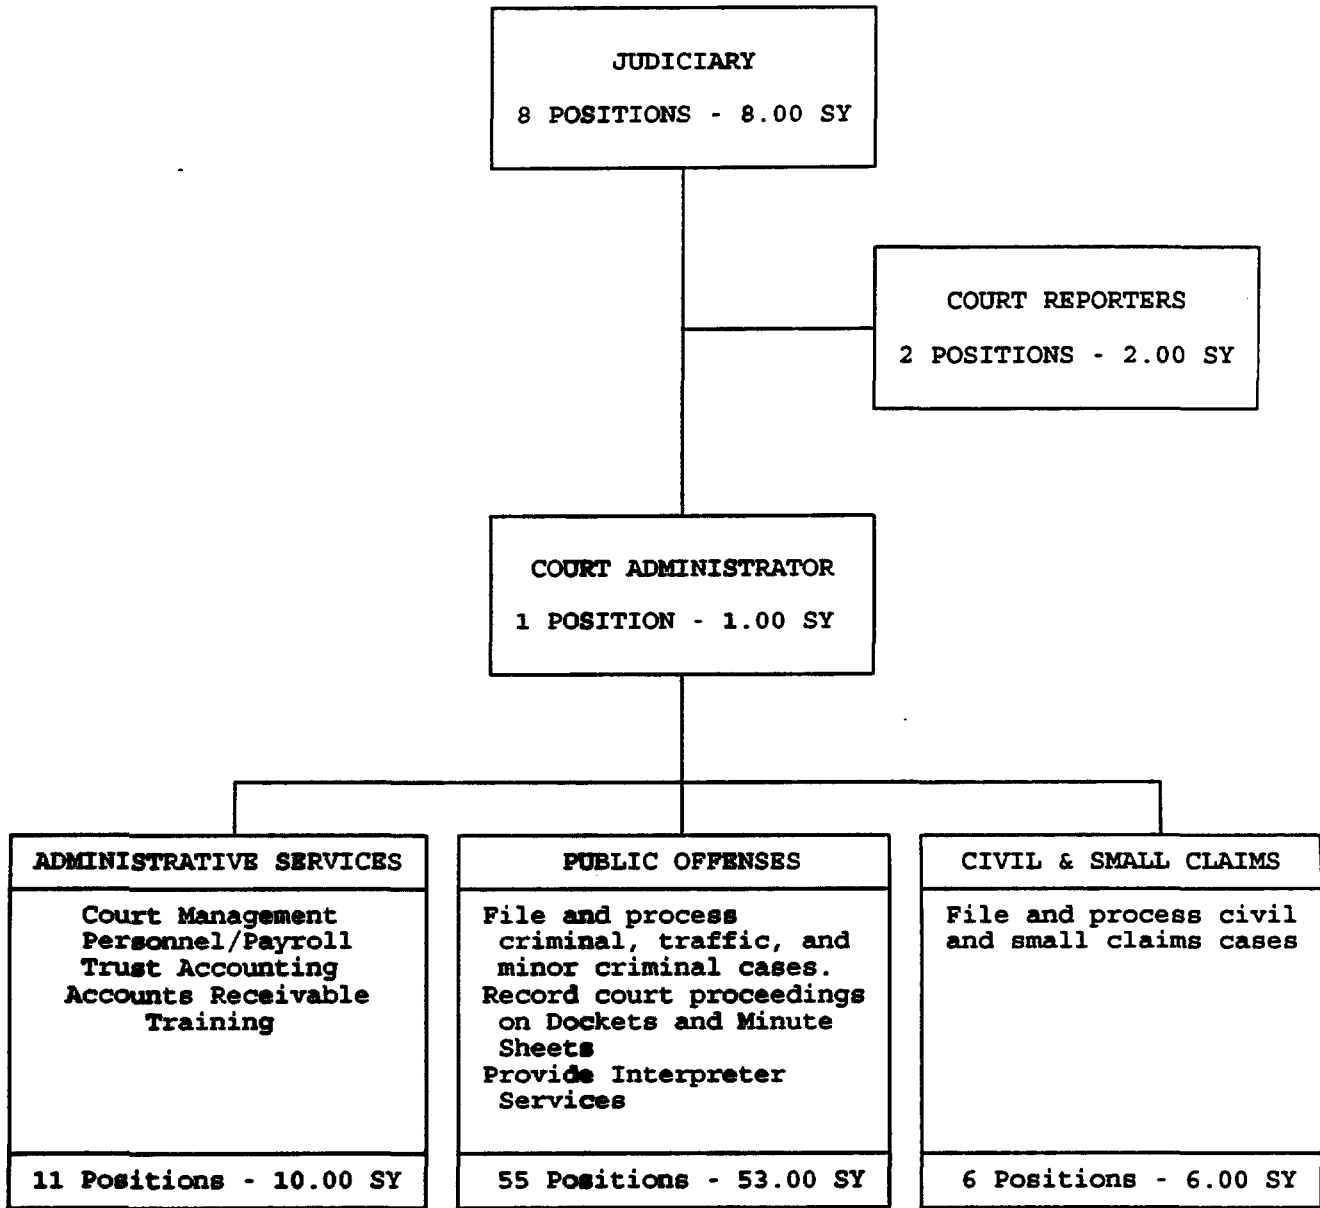 JUDICIARY
8 POSITIONS - 8.00 SY
COURT REPORTERS
2 POSITIONS - 2.00 SY
COURT ADMINISTRATOR
1 POSITION - 1.00 SY
ADMINISTRATIVE SERVICES
Court Management
Personnel/Payroll
Trust Accounting
Accounts Receivable
Training
11 Positions - 10.00 SY
PUBLIC OFFENSES
File and process
criminal, traffic, and
minor criminal cases.
Record court proceedings
on Dockets and Minute
Sheets
Provide Interpreter
Services
55 Positions - 53.00 SY
CIVIL & SMALL CLAIMS
File and process civil
and small claims cases
6 Positions - 6.00 SY